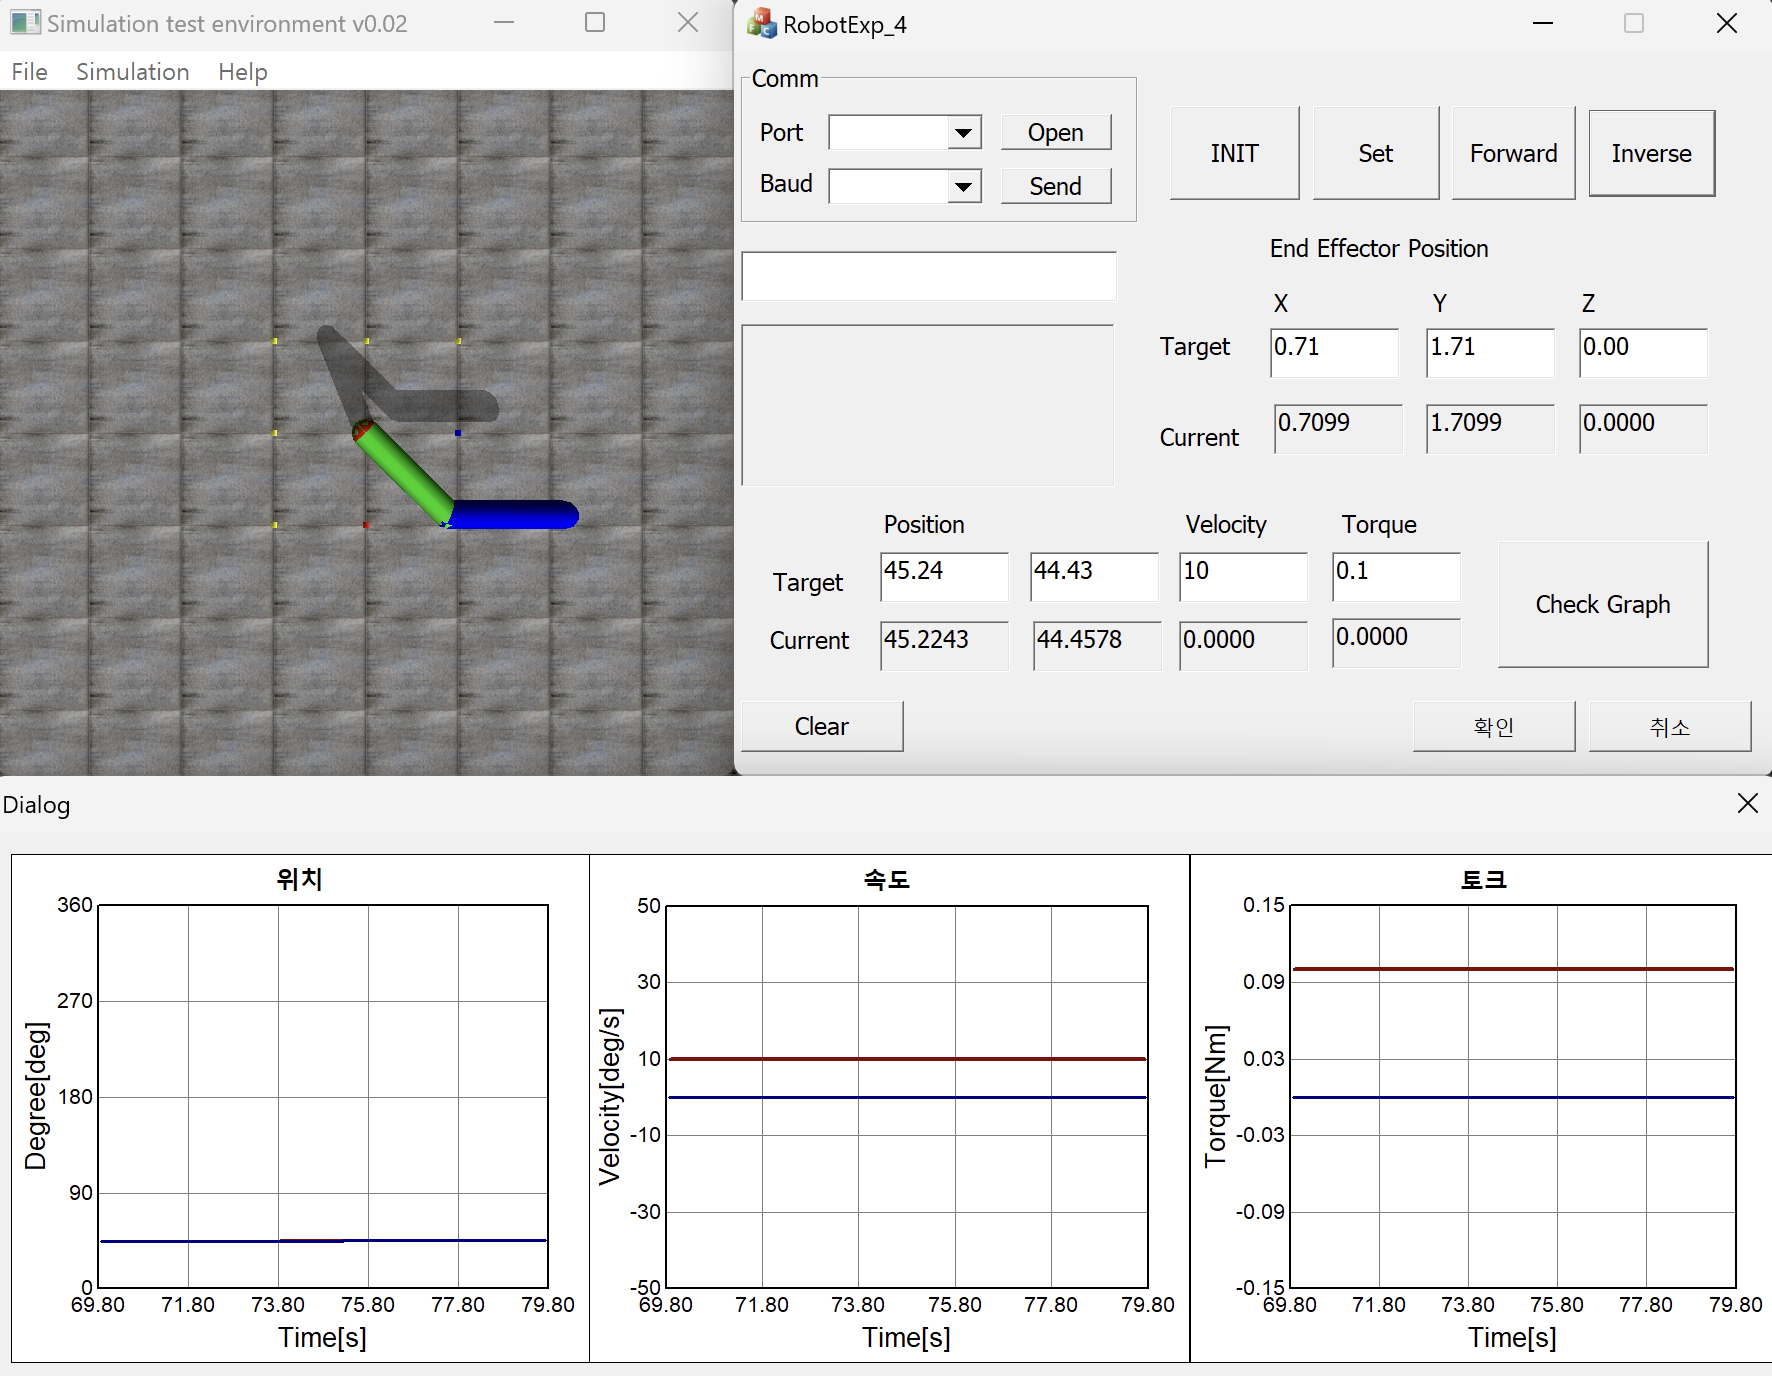 Simulation test environment v0.02
File Simulation Help
RobotExp_4
Comm
Port Open
Baud Send
INIT Set Forward Inverse
End Effector Position
X Y Z
Target 0.71 1.71 0.00
Current 0.7099 1.7099 0.0000
Position Velocity Torque
Target 45.24 44.43 10 0.1
Current 45.2243 44.4578 0.0000 0.0000
Check Graph
Clear 확인 취소
Dialog
위치
360
270
180
90
0
Degree[deg]
69.80 71.80 73.80 75.80 77.80 79.80
Time[s]
속도
50
30
10
-10
-30
-50
Velocity[deg/s]
69.80 71.80 73.80 75.80 77.80 79.80
Time[s]
토크
0.15
0.09
0.03
-0.03
-0.09
-0.15
Torque[Nm]
69.80 71.80 73.80 75.80 77.80 79.80
Time[s]